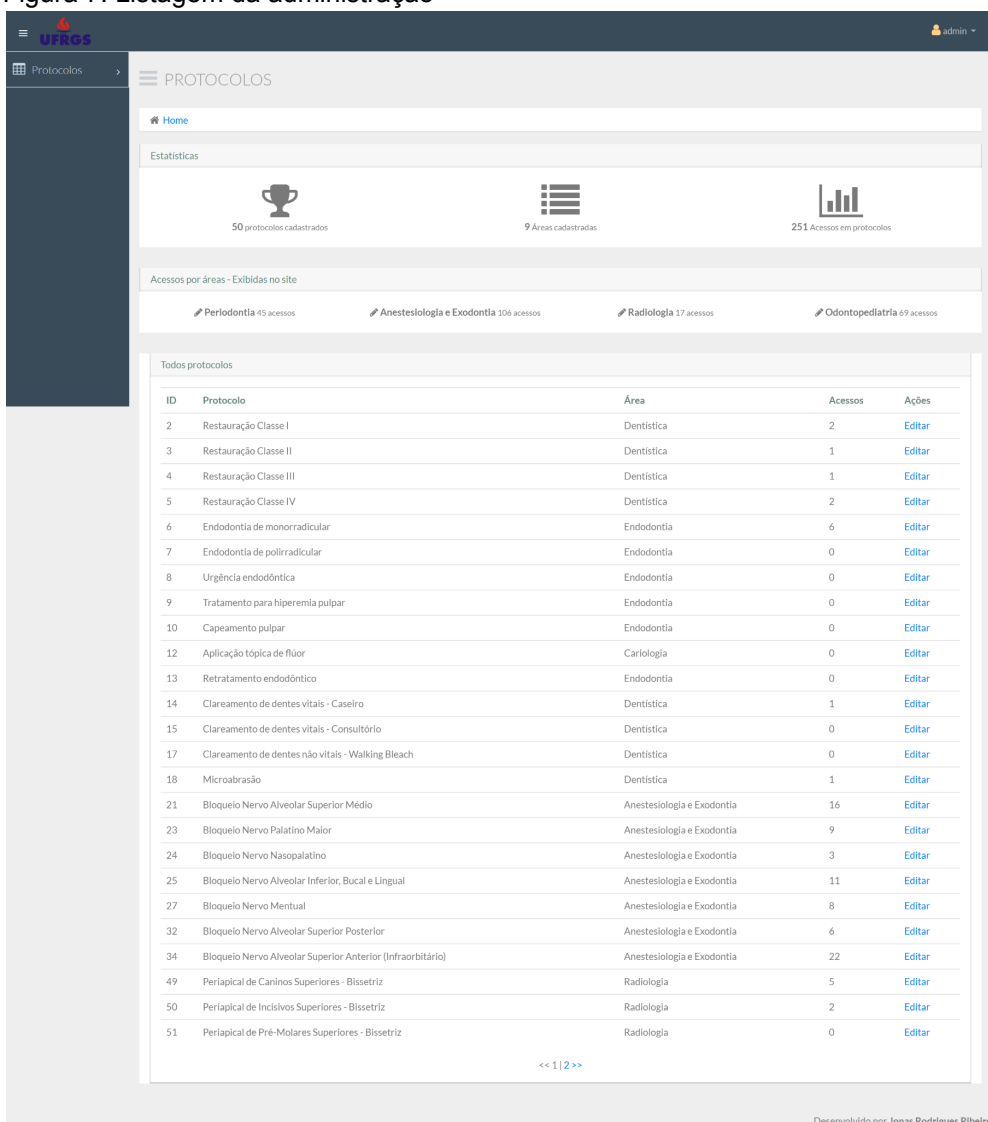 Figura 7: Listagem da administração
UFRGS
admin
Protocolos
PROTOCOLOS
Home
Estatísticas
50 protocolos cadastrados
9 Áreas cadastradas
251 Acessos em protocolos
Acessos por áreas - Exibidas no site
Periodontia 45 acessos
Anestesiologia e Exodontia 106 acessos
Radiologia 17 acessos
Odontopediatria 69 acessos
Todos protocolos
ID Protocolo Área Acessos Ações
2 Restauração Classe I Dentística 2 Editar
3 Restauração Classe II Dentística 1 Editar
4 Restauração Classe III Dentística 1 Editar
5 Restauração Classe IV Dentística 2 Editar
6 Endodontia de monorradicular Endodontia 6 Editar
7 Endodontia de polirradicular Endodontia 0 Editar
8 Urgência endodôntica Endodontia 0 Editar
9 Tratamento para hiperemia pulpar Endodontia 0 Editar
10 Capeamento pulpar Endodontia 0 Editar
12 Aplicação tópica de flúor Cariologia 0 Editar
13 Retratamento endodôntico Endodontia 0 Editar
14 Clareamento de dentes vitais - Caseiro Dentística 1 Editar
15 Clareamento de dentes vitais - Consultório Dentística 0 Editar
17 Clareamento de dentes não vitais - Walking Bleach Dentística 0 Editar
18 Microabrasão Dentística 1 Editar
21 Bloqueio Nervo Alveolar Superior Médio Anestesiologia e Exodontia 16 Editar
23 Bloqueio Nervo Palatino Maior Anestesiologia e Exodontia 9 Editar
24 Bloqueio Nervo Nasopalatino Anestesiologia e Exodontia 3 Editar
25 Bloqueio Nervo Alveolar Inferior, Bucal e Lingual Anestesiologia e Exodontia 11 Editar
27 Bloqueio Nervo Mentual Anestesiologia e Exodontia 8 Editar
32 Bloqueio Nervo Alveolar Superior Posterior Anestesiologia e Exodontia 6 Editar
34 Bloqueio Nervo Alveolar Superior Anterior (Infraorbitário) Anestesiologia e Exodontia 22 Editar
49 Periapical de Caninos Superiores - Bissetriz Radiologia 5 Editar
50 Periapical de Incisivos Superiores - Bissetriz Radiologia 2 Editar
51 Periapical de Pré-Molares Superiores - Bissetriz Radiologia 0 Editar
<< 1 | 2 >>
Desenvolvido por Jonas Rodrigues Ribeiro